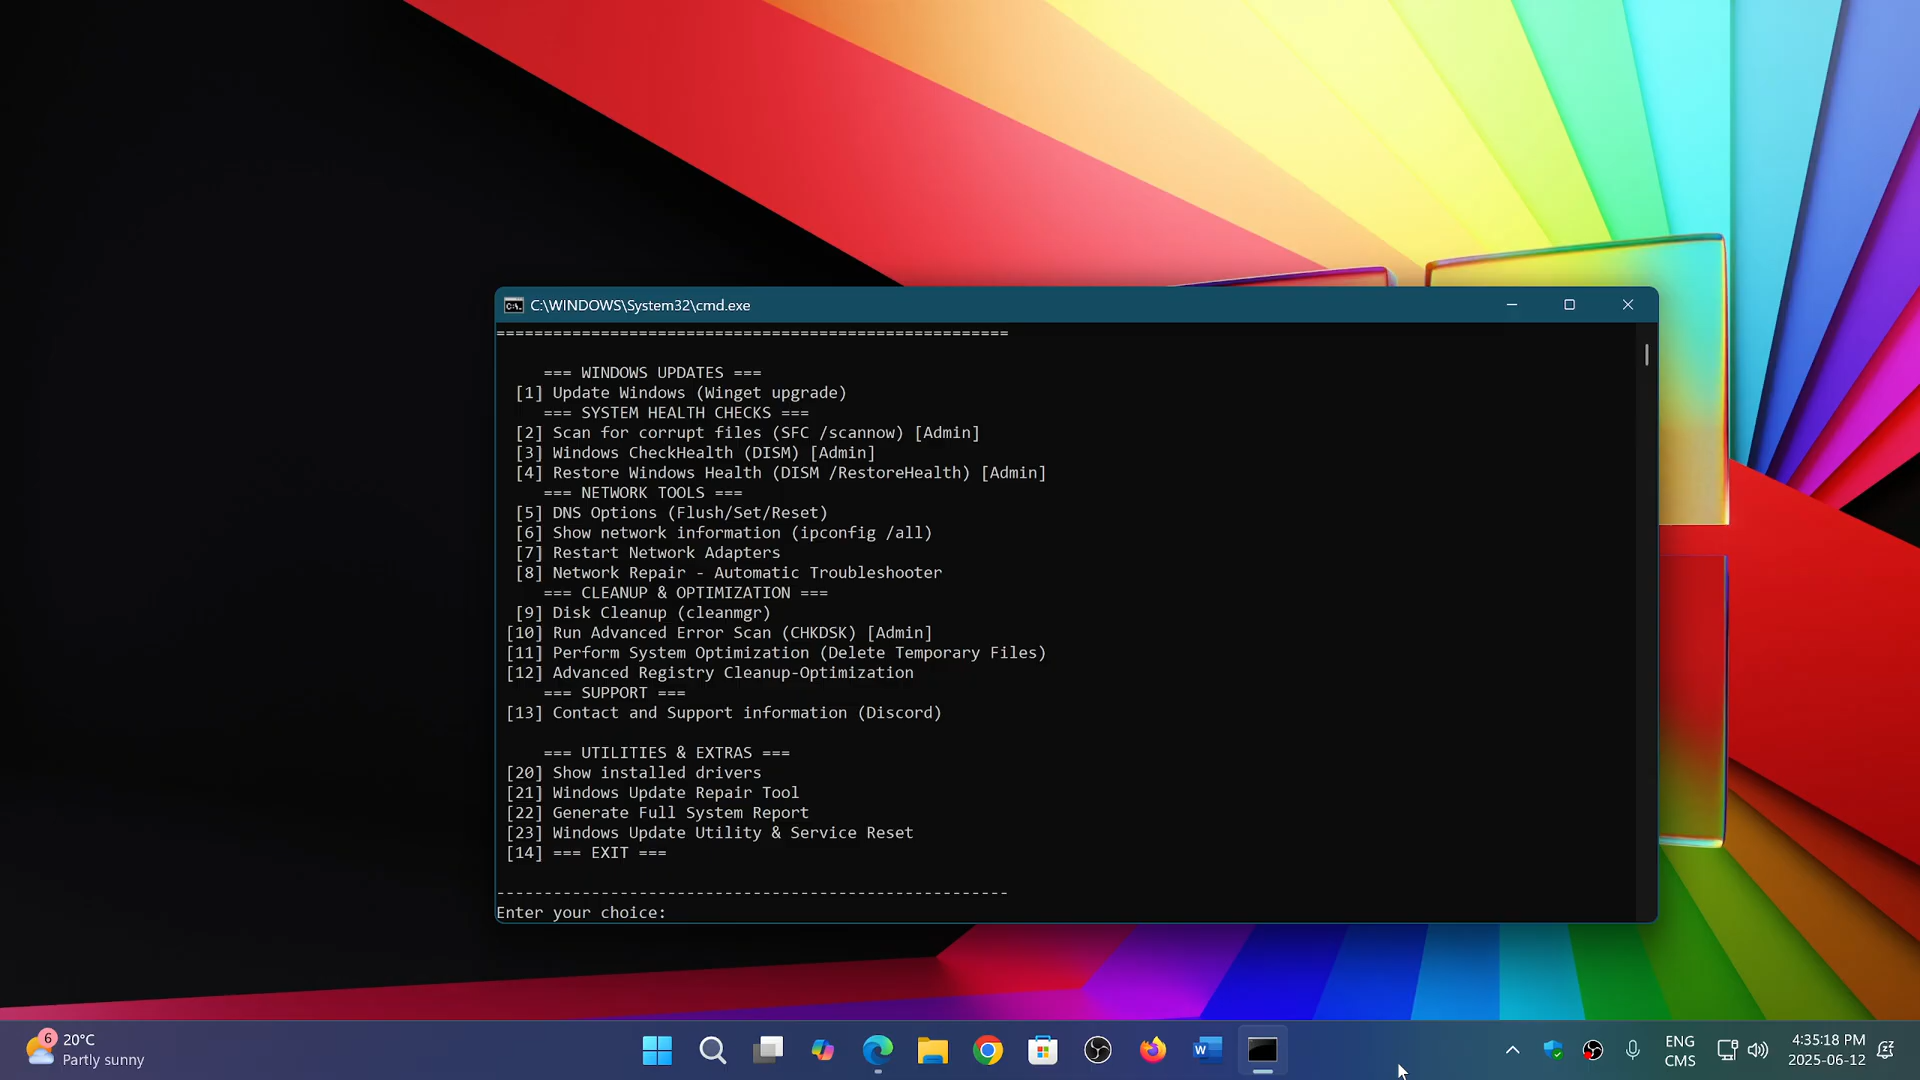 C:\WINDOWS\System32\cmd.exe
======================================================
=== WINDOWS UPDATES ===
[1] Update Windows (Winget upgrade)
=== SYSTEM HEALTH CHECKS ===
[2] Scan for corrupt files (SFC /scannow) [Admin]
[3] Windows CheckHealth (DISM) [Admin]
[4] Restore Windows Health (DISM /RestoreHealth) [Admin]
=== NETWORK TOOLS ===
[5] DNS Options (Flush/Set/Reset)
[6] Show network information (ipconfig /all)
[7] Restart Network Adapters
[8] Network Repair - Automatic Troubleshooter
=== CLEANUP & OPTIMIZATION ===
[9] Disk Cleanup (cleanmgr)
[10] Run Advanced Error Scan (CHKDSK) [Admin]
[11] Perform System Optimization (Delete Temporary Files)
[12] Advanced Registry Cleanup-Optimization
=== SUPPORT ===
[13] Contact and Support information (Discord)
=== UTILITIES & EXTRAS ===
[20] Show installed drivers
[21] Windows Update Repair Tool
[22] Generate Full System Report
[23] Windows Update Utility & Service Reset
[14] === EXIT ===
------------------------------------------------------
Enter your choice:
6
20°C
Partly sunny
ENG
CMS
4:35:18 PM
2025-06-12